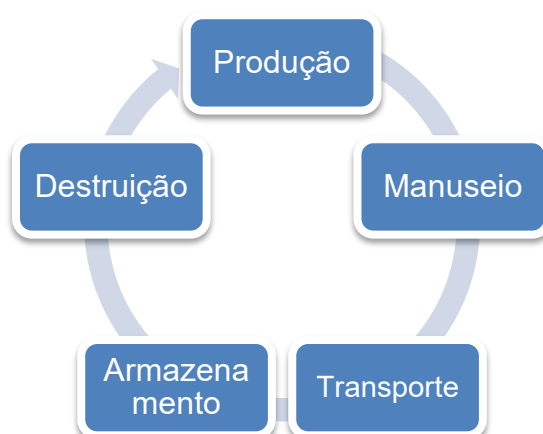 Produção
Manuseio
Transporte
Armazena
mento
Destruição